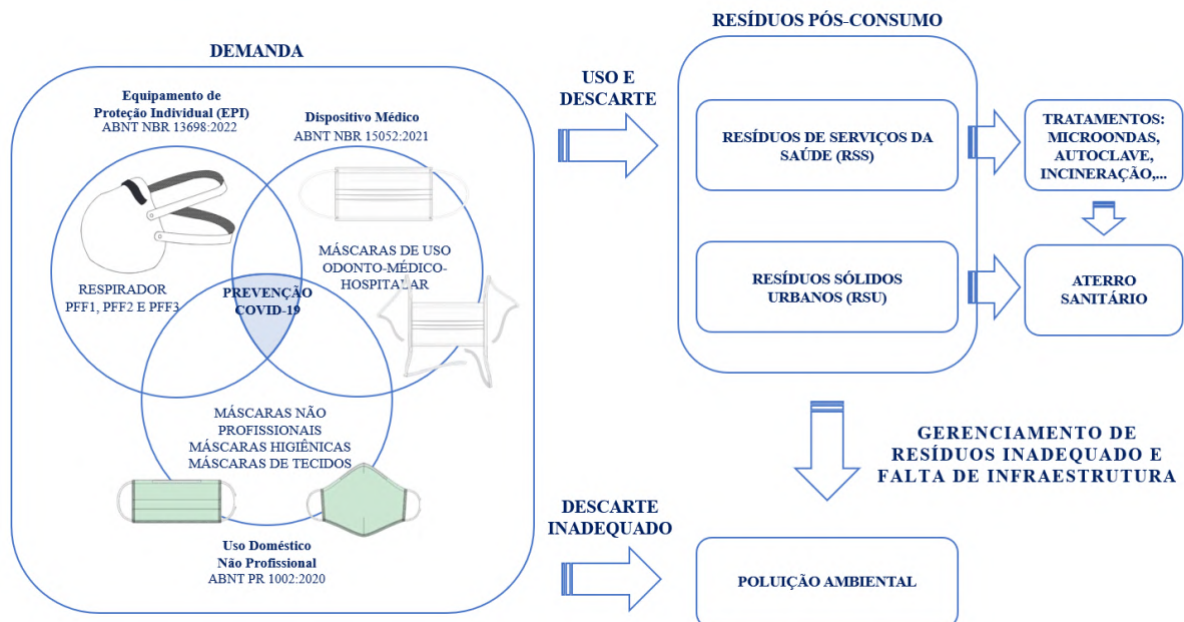 DEMANDA
Equipamento de
Proteção Individual (EPI)
ABNT NBR 13698:2022
Dispositivo Médico
ABNT NBR 15052:2021
RESPIRADOR
PFF1, PFF2 E PFF3
MÁSCARAS DE USO
ODONTO-MÉDICO-
HOSPITALAR
PREVENÇÃO
COVID-19
MÁSCARAS NÃO
PROFISSIONAIS
MÁSCARAS HIGIÊNICAS
MÁSCARAS DE TECIDOS
Uso Doméstico
Não Profissional
ABNT PR 1002:2020
USO E
DESCARTE
RESÍDUOS PÓS-CONSUMO
RESÍDUOS DE SERVIÇOS DA
SAÚDE (RSS)
TRATAMENTOS:
MICROONDAS,
AUTOCLAVE,
INCINERAÇÃO,...
RESÍDUOS SÓLIDOS
URBANOS (RSU)
ATERRO
SANITÁRIO
GERENCIAMENTO DE
RESÍDUOS INADEQUADO E
FALTA DE INFRAESTRUTURA
DESCARTE
INADEQUADO
POLUIÇÃO AMBIENTAL